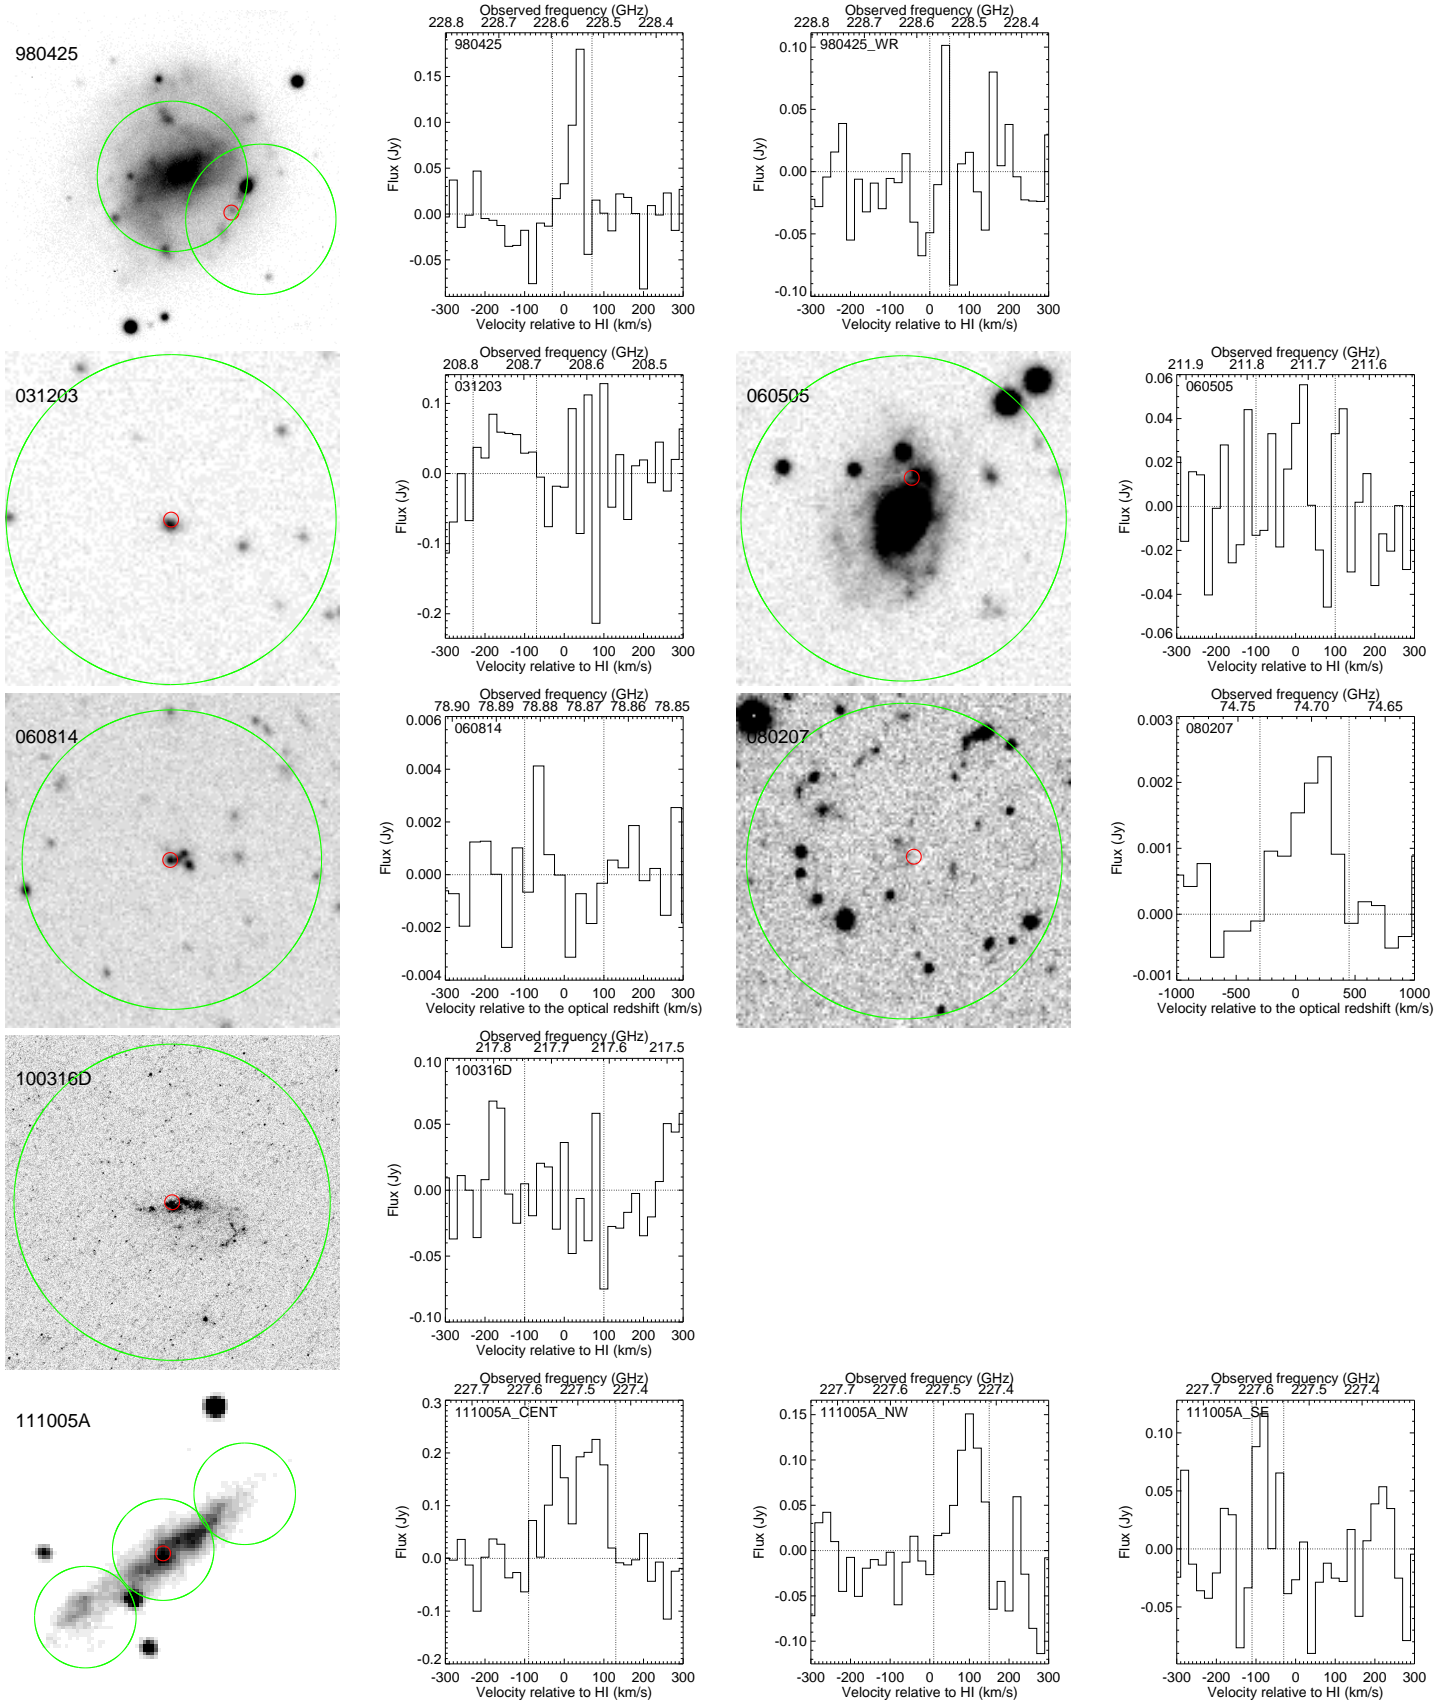 980425
Observed frequency (GHz)
228.8 228.7 228.6 228.5 228.4
980425
Flux (Jy)
0.15
0.10
0.05
0.00
-0.05
-300 -200 -100 0 100 200 300
Velocity relative to HI (km/s)
Observed frequency (GHz)
228.8 228.7 228.6 228.5 228.4
980425_WR
Flux (Jy)
0.10
0.05
0.00
-0.05
-0.10
-300 -200 -100 0 100 200 300
Velocity relative to HI (km/s)
031203
Observed frequency (GHz)
208.8 208.7 208.6 208.5
031203
Flux (Jy)
0.1
0.0
-0.1
-0.2
-300 -200 -100 0 100 200 300
Velocity relative to HI (km/s)
060505
Observed frequency (GHz)
211.9 211.8 211.7 211.6
060505
Flux (Jy)
0.06
0.04
0.02
0.00
-0.02
-0.04
-0.06
-300 -200 -100 0 100 200 300
Velocity relative to HI (km/s)
060814
Observed frequency (GHz)
78.90 78.89 78.88 78.87 78.86 78.85
060814
Flux (Jy)
0.006
0.004
0.002
0.000
-0.002
-0.004
-300 -200 -100 0 100 200 300
Velocity relative to the optical redshift (km/s)
080207
Observed frequency (GHz)
74.75 74.70 74.65
080207
Flux (Jy)
0.003
0.002
0.001
0.000
-0.001
-1000 -500 0 500 1000
Velocity relative to the optical redshift (km/s)
100316D
Observed frequency (GHz)
217.8 217.7 217.6 217.5
100316D
Flux (Jy)
0.10
0.05
0.00
-0.05
-0.10
-300 -200 -100 0 100 200 300
Velocity relative to HI (km/s)
111005A
Observed frequency (GHz)
227.7 227.6 227.5 227.4
111005A_CENT
Flux (Jy)
0.3
0.2
0.1
0.0
-0.1
-0.2
-300 -200 -100 0 100 200 300
Velocity relative to HI (km/s)
Observed frequency (GHz)
227.7 227.6 227.5 227.4
111005A_NW
Flux (Jy)
0.15
0.10
0.05
0.00
-0.05
-0.10
-300 -200 -100 0 100 200 300
Velocity relative to HI (km/s)
Observed frequency (GHz)
227.7 227.6 227.5 227.4
111005A_SE
Flux (Jy)
0.10
0.05
0.00
-0.05
-300 -200 -100 0 100 200 300
Velocity relative to HI (km/s)